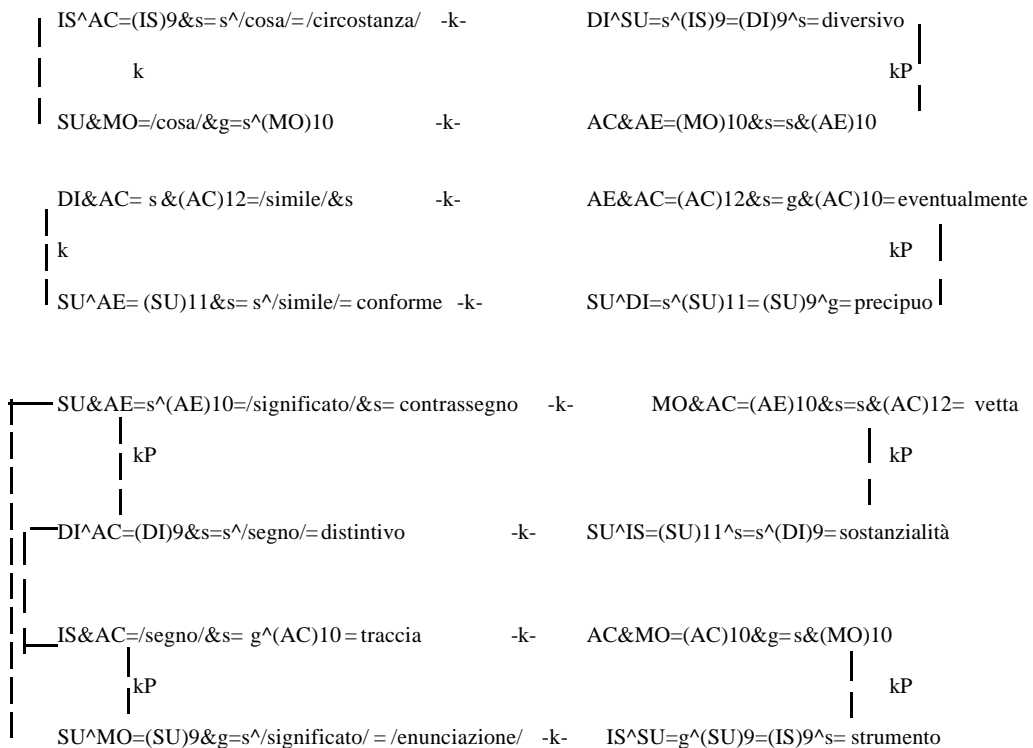 IS^AC=(IS)9&s= s^/cosa/=/circostanza/ -k- DI^SU=s^(IS)9=(DI)9^s= diversivo
k kP
SU&MO=/cosa/&g=s^(MO)10 -k- AC&AE=(MO)10&s=s&(AE)10
DI&AC= s &(AC)12=/simile/&s -k- AE&AC=(AC)12&s= g&(AC)10= eventualmente
k kP
SU^AE= (SU)11&s= s^/simile/= conforme -k- SU^DI=s^(SU)11= (SU)9^g= precipuo
SU&AE=s^(AE)10=/significato/&s= contrassegno -k- MO&AC=(AE)10&s=s&(AC)12= vetta
kP kP
DI^AC=(DI)9&s=s^/segno/= distintivo -k- SU^IS=(SU)11^s=s^(DI)9= sostanzialità
IS&AC=/segno/&s= g^(AC)10 = traccia -k- AC&MO=(AC)10&g= s&(MO)10
kP kP
SU^MO=(SU)9&g=s^/significato/ = /enunciazione/ -k- IS^SU=g^(SU)9=(IS)9^s= strumento